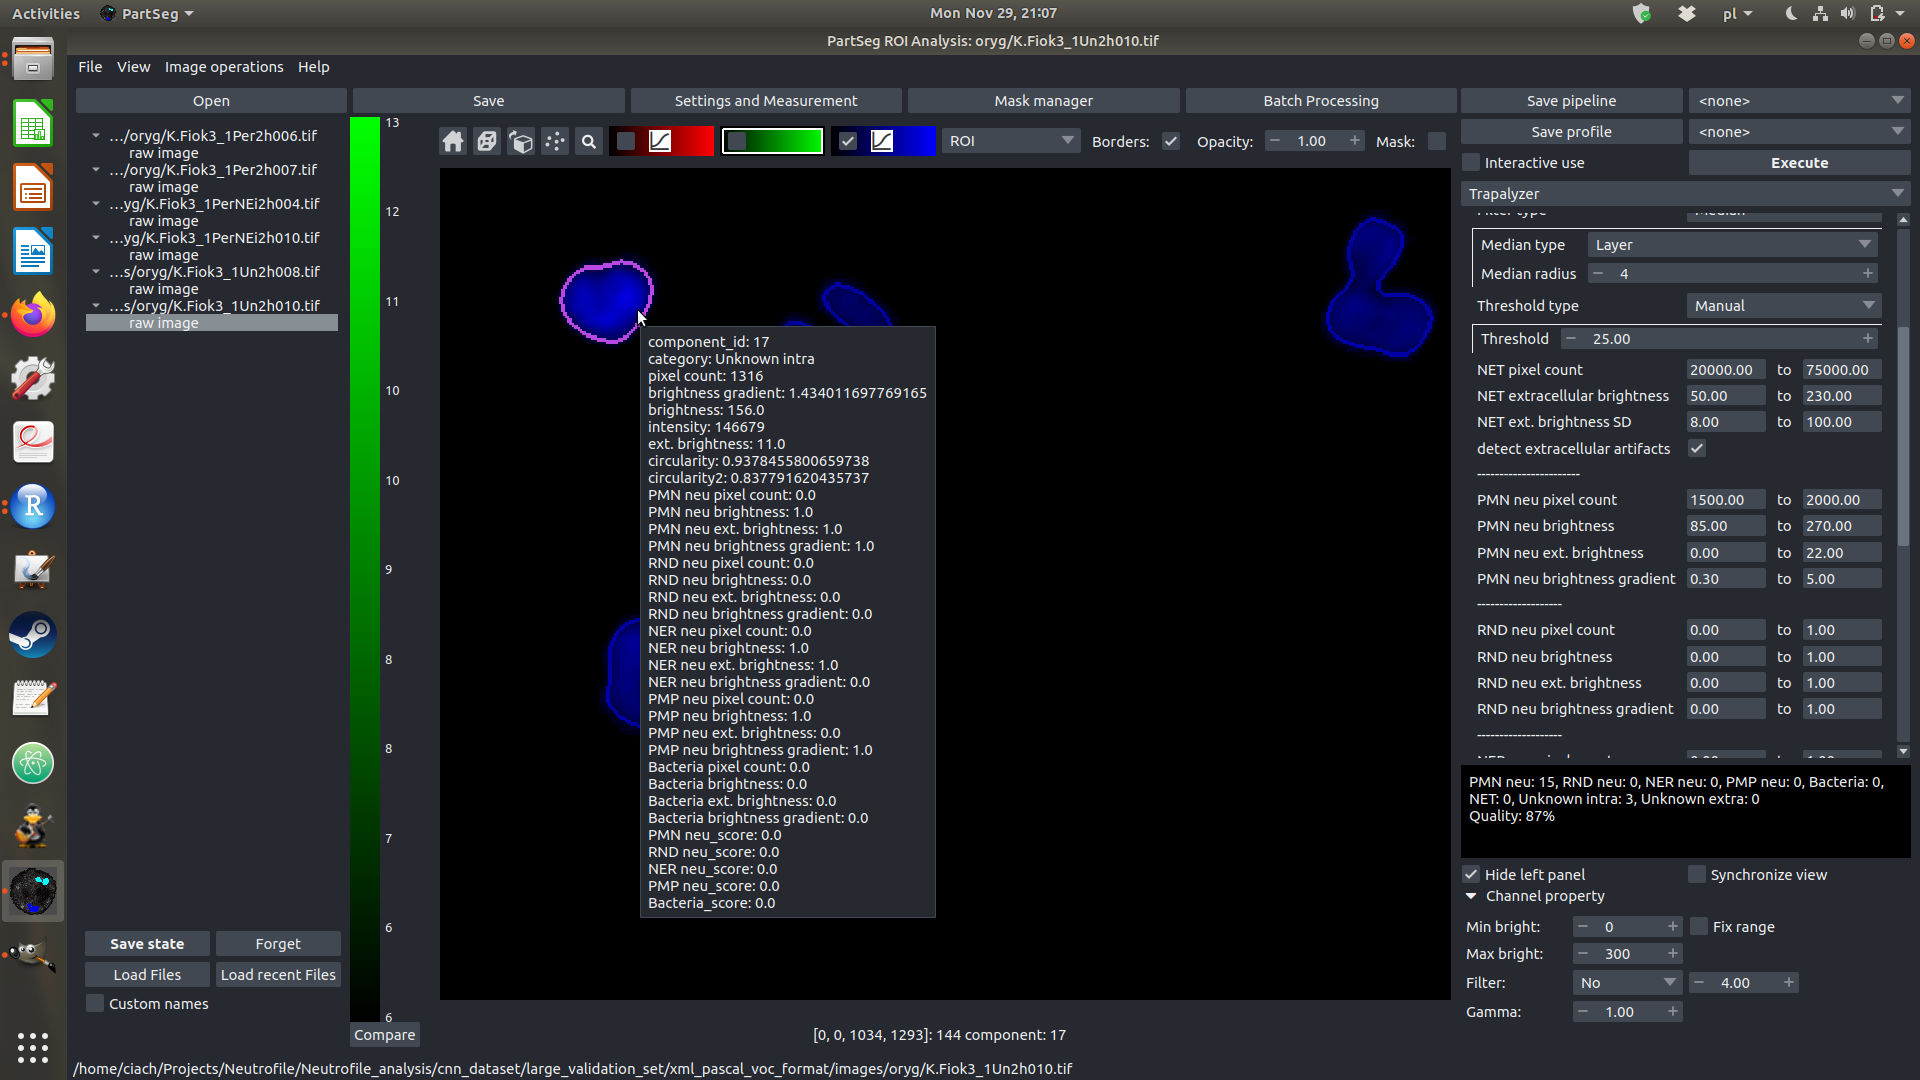 Activities
PartSeg
Mon Nov 29, 21:07
pl
PartSeg ROI Analysis: oryg/K.Fiok3_1Un2h010.tif
File View Image operations Help
Open Save Settings and Measurement Mask manager Batch Processing
Save pipeline <none>
Save profile <none>
Interactive use Execute
Trapalyzer
.../oryg/K.Fiok3_1Per2h006.tif
raw image
.../oryg/K.Fiok3_1Per2h007.tif
raw image
...yg/K.Fiok3_1PerNEi2h004.tif
raw image
...yg/K.Fiok3_1PerNEi2h010.tif
raw image
...s/oryg/K.Fiok3_1Un2h008.tif
raw image
...s/oryg/K.Fiok3_1Un2h010.tif
raw image
Save state Forget
Load Files Load recent Files
Custom names
13
12
11
10
10
9
8
8
7
6
6
Compare
ROI Borders: Opacity: 1.00 Mask:
component_id: 17
category: Unknown intra
pixel count: 1316
brightness gradient: 1.434011697769165
brightness: 156.0
intensity: 146679
ext. brightness: 11.0
circularity: 0.9378455800659738
circularity2: 0.837791620435737
PMN neu pixel count: 0.0
PMN neu brightness: 1.0
PMN neu ext. brightness: 1.0
PMN neu brightness gradient: 1.0
RND neu pixel count: 0.0
RND neu brightness: 0.0
RND neu ext. brightness: 0.0
RND neu brightness gradient: 0.0
NER neu pixel count: 0.0
NER neu brightness: 1.0
NER neu ext. brightness: 1.0
NER neu brightness gradient: 0.0
PMP neu pixel count: 0.0
PMP neu brightness: 1.0
PMP neu ext. brightness: 0.0
PMP neu brightness gradient: 1.0
Bacteria pixel count: 0.0
Bacteria brightness: 0.0
Bacteria ext. brightness: 0.0
Bacteria brightness gradient: 0.0
PMN neu_score: 0.0
RND neu_score: 0.0
NER neu_score: 0.0
PMP neu_score: 0.0
Bacteria_score: 0.0
[0, 0, 1034, 1293]: 144 component: 17
Median type Layer
Median radius 4
Threshold type Manual
Threshold 25.00
NET pixel count 20000.00 to 75000.00
NET extracellular brightness 50.00 to 230.00
NET ext. brightness SD 8.00 to 100.00
detect extracellular artifacts
-----------------------
PMN neu pixel count 1500.00 to 2000.00
PMN neu brightness 85.00 to 270.00
PMN neu ext. brightness 0.00 to 22.00
PMN neu brightness gradient 0.30 to 5.00
-------------------
RND neu pixel count 0.00 to 1.00
RND neu brightness 0.00 to 1.00
RND neu ext. brightness 0.00 to 1.00
RND neu brightness gradient 0.00 to 1.00
-------------------
PMN neu: 15, RND neu: 0, NER neu: 0, PMP neu: 0, Bacteria: 0,
NET: 0, Unknown intra: 3, Unknown extra: 0
Quality: 87%
Hide left panel Synchronize view
Channel property
Min bright: 0 Fix range
Max bright: 300
Filter: No 4.00
Gamma: 1.00
/home/ciach/Projects/Neutrofile/Neutrofile_analysis/cnn_dataset/large_validation_set/xml_pascal_voc_format/images/oryg/K.Fiok3_1Un2h010.tif